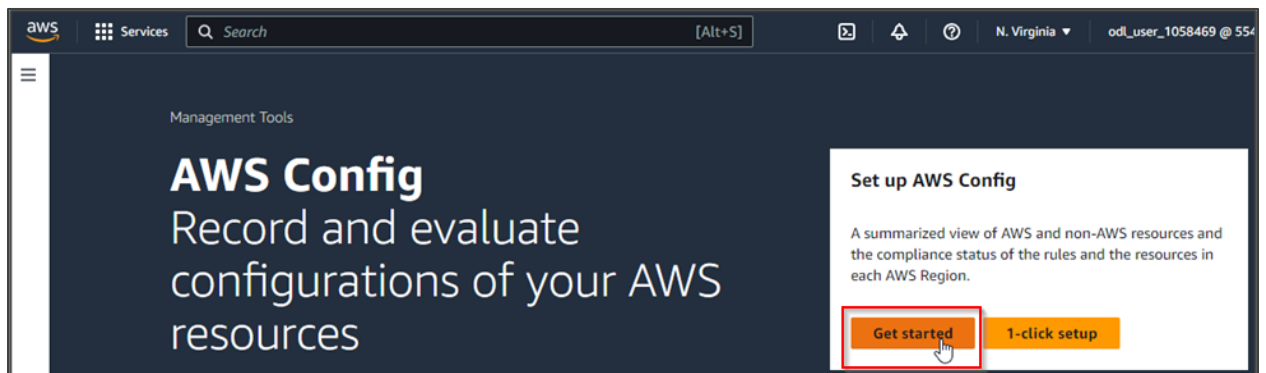 aws
Services
Search
[Alt+S]
N. Virginia
odl_user_1058469 @ 554
Management Tools
AWS Config
Record and evaluate
configurations of your AWS
resources
Set up AWS Config
A summarized view of AWS and non-AWS resources and
the compliance status of the rules and the resources in
each AWS Region.
Get started
1-click setup